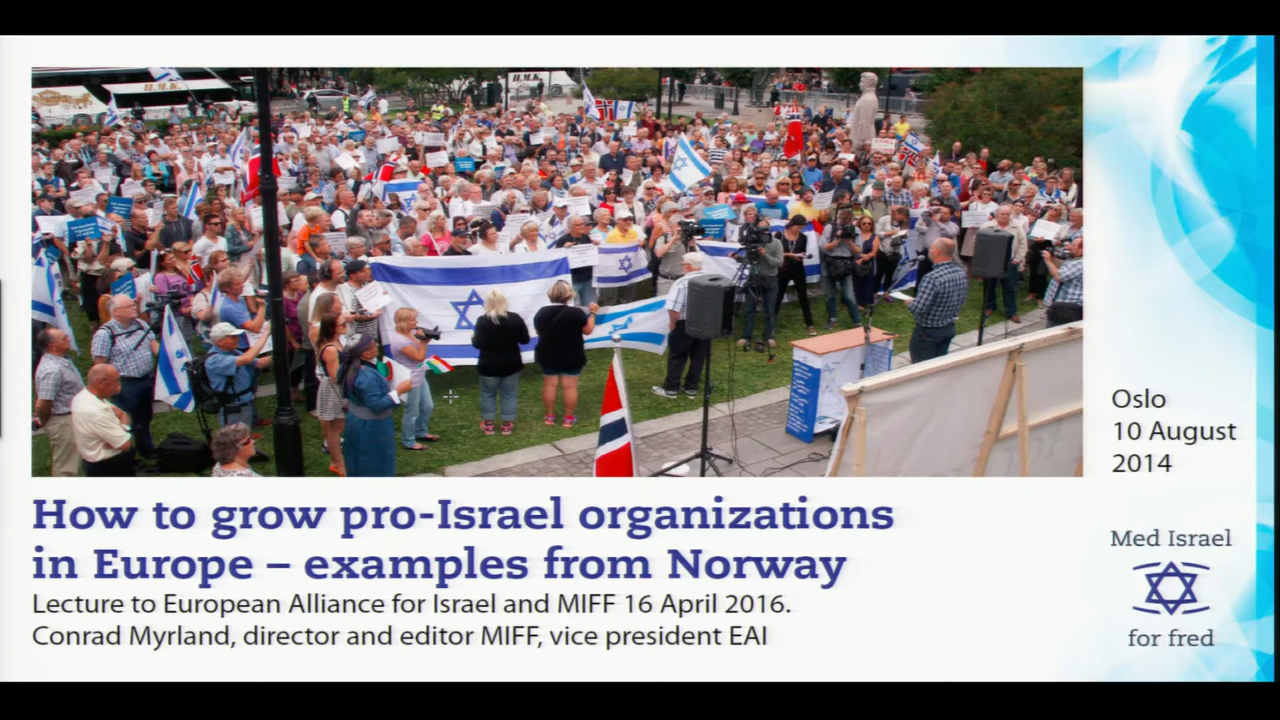 H.M.K.
H.M.K.
Oslo
10 August
2014
How to grow pro-Israel organizations
in Europe – examples from Norway
Lecture to European Alliance for Israel and MIFF 16 April 2016.
Conrad Myrland, director and editor MIFF, vice president EAI
Med Israel
for fred